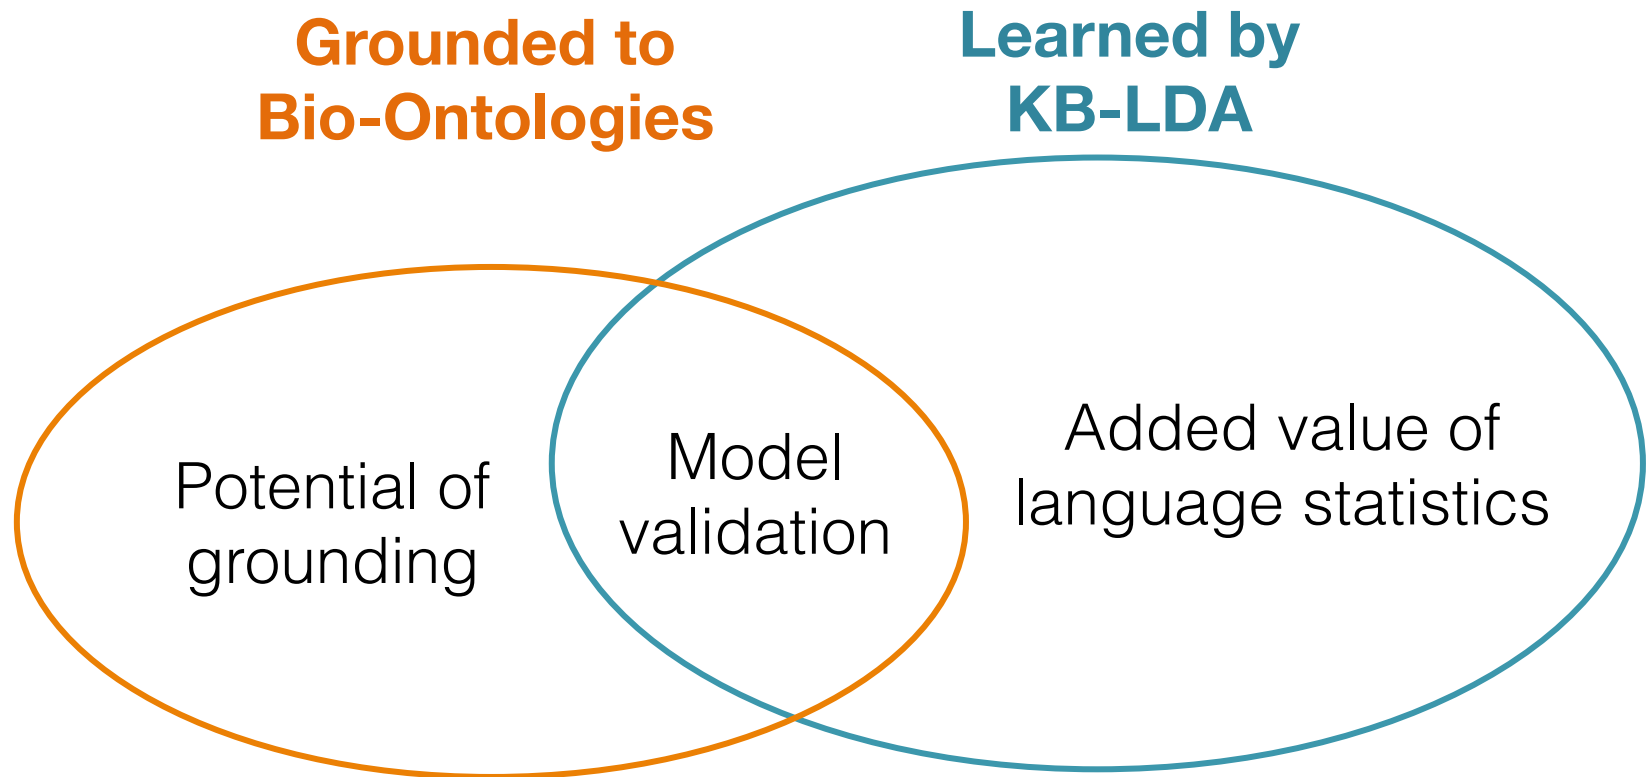 Grounded to
Bio-Ontologies
Learned by
KB-LDA
Potential of
grounding
Model
validation
Added value of
language statistics